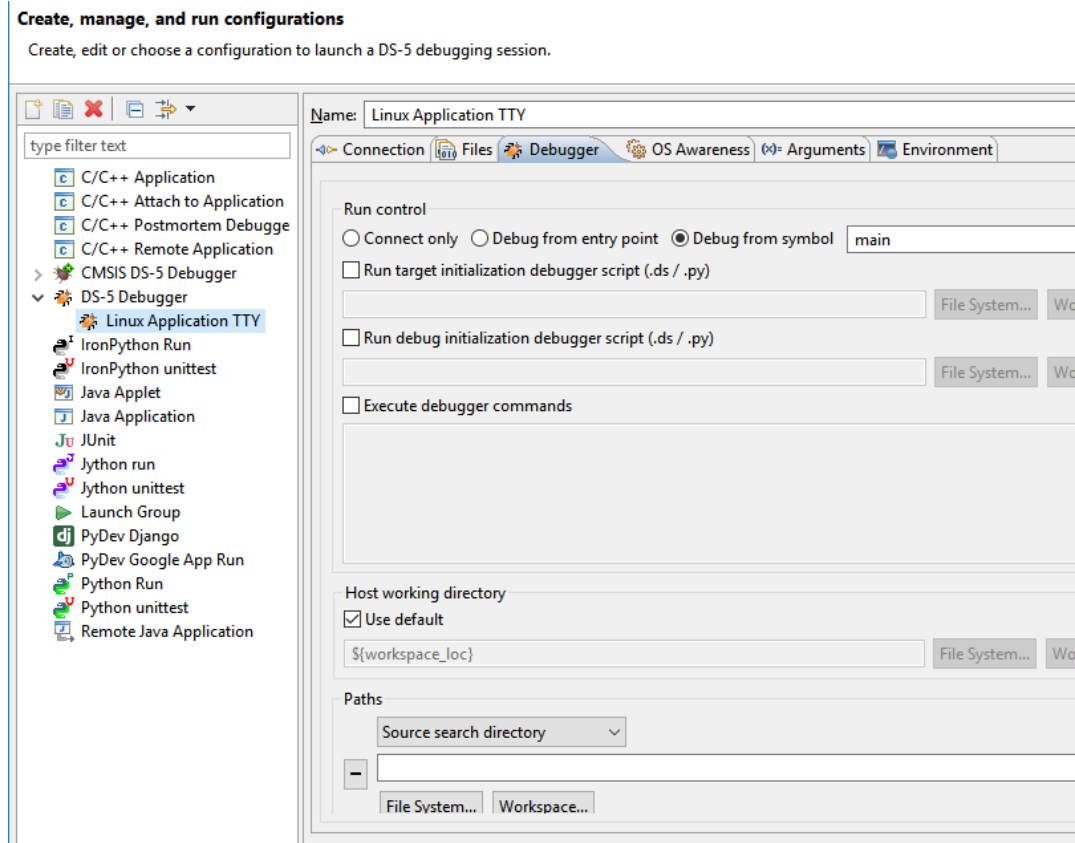 Create, manage, and run configurations
Create, edit or choose a configuration to launch a DS-5 debugging session.
type filter text
C/C++ Application
C/C++ Attach to Application
C/C++ Postmortem Debugge
C/C++ Remote Application
CMSIS DS-5 Debugger
DS-5 Debugger
Linux Application TTY
IronPython Run
IronPython unittest
Java Applet
Java Application
JUnit
Jython run
Jython unittest
Launch Group
PyDev Django
PyDev Google App Run
Python Run
Python unittest
Remote Java Application
Name: Linux Application TTY
Connection Files Debugger OS Awareness Arguments Environment
Run control
Connect only Debug from entry point Debug from symbol main
Run target initialization debugger script (.ds / .py)
File System... Wo
Run debug initialization debugger script (.ds / .py)
File System... Wo
Execute debugger commands
Host working directory
Use default
${workspace_loc} File System... Wo
Paths
Source search directory
File System... Workspace...